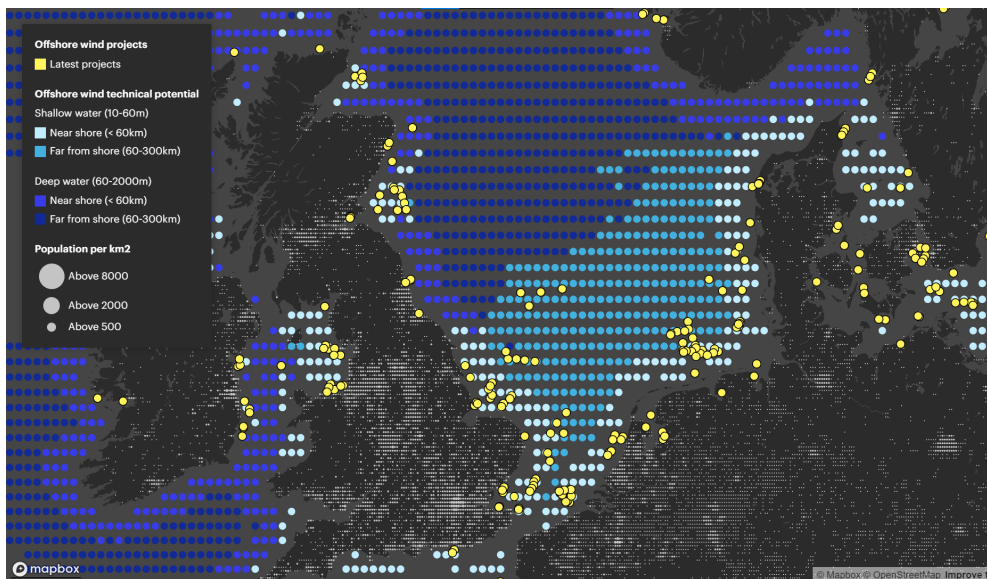 Offshore wind projects
Latest projects
Offshore wind technical potential
Shallow water (10-60m)
Near shore (< 60km)
Far from shore (60-300km)
Deep water (60-2000m)
Near shore (< 60km)
Far from shore (60-300km)
Population per km2
Above 8000
Above 2000
Above 500
mapbox
© Mapbox © OpenStreetMap Improve t